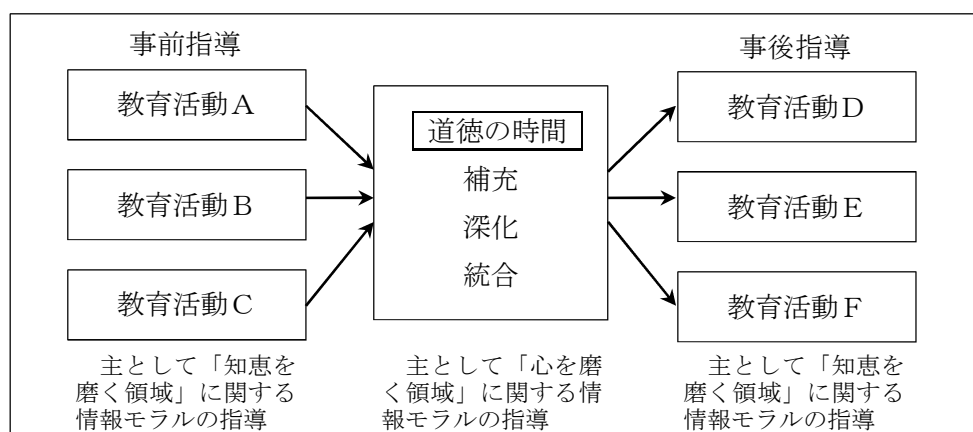 事前指導
教育活動A
教育活動B
教育活動C
主として「知恵を
磨く領域」に関する
情報モラルの指導
道徳の時間
補充
深化
統合
主として「心を磨
く領域」に関する情
報モラルの指導
事後指導
教育活動D
教育活動E
教育活動F
主として「知恵を
磨く領域」に関する
情報モラルの指導